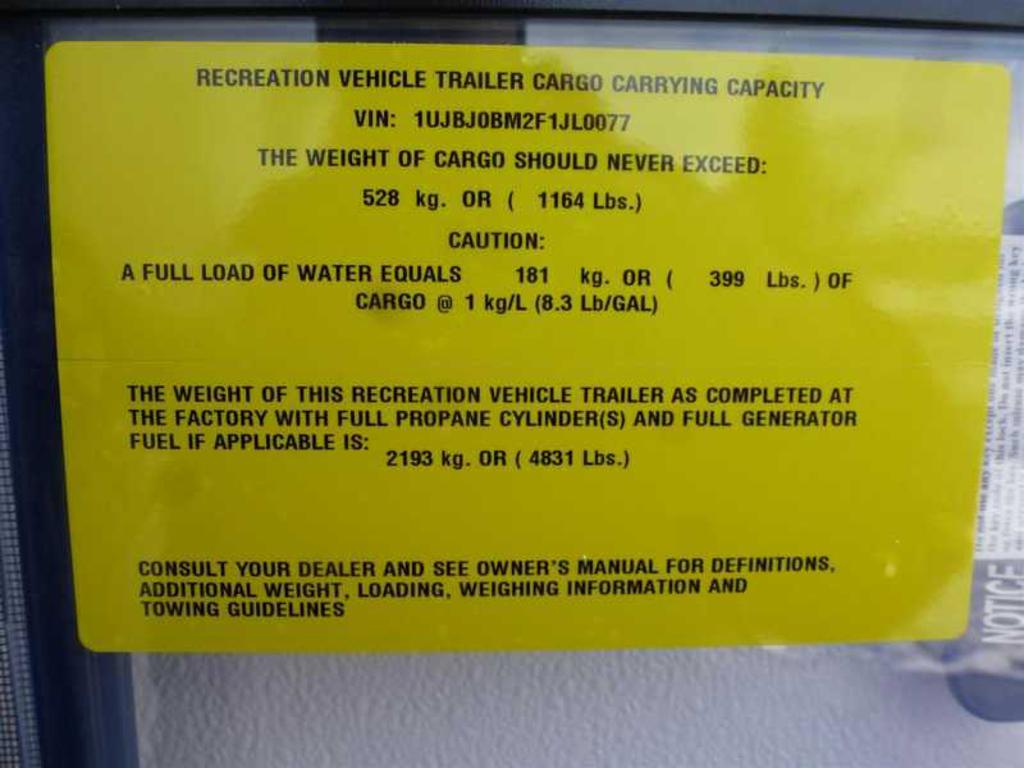 RECREATION VEHICLE TRAILER CARGO CARRYING CAPACITY
VIN: 1UJBJ0BM2F1JL0077
THE WEIGHT OF CARGO SHOULD NEVER EXCEED:
528 kg. OR ( 1164 Lbs.)
CAUTION:
A FULL LOAD OF WATER EQUALS 181 kg. OR ( 399 Lbs. ) OF
CARGO @ 1 kg/L (8.3 Lb/GAL)
THE WEIGHT OF THIS RECREATION VEHICLE TRAILER AS COMPLETED AT
THE FACTORY WITH FULL PROPANE CYLINDER(S) AND FULL GENERATOR
FUEL IF APPLICABLE IS:
2193 kg. OR ( 4831 Lbs.)
CONSULT YOUR DEALER AND SEE OWNER'S MANUAL FOR DEFINITIONS,
ADDITIONAL WEIGHT, LOADING, WEIGHING INFORMATION AND
TOWING GUIDELINES
NOTICE